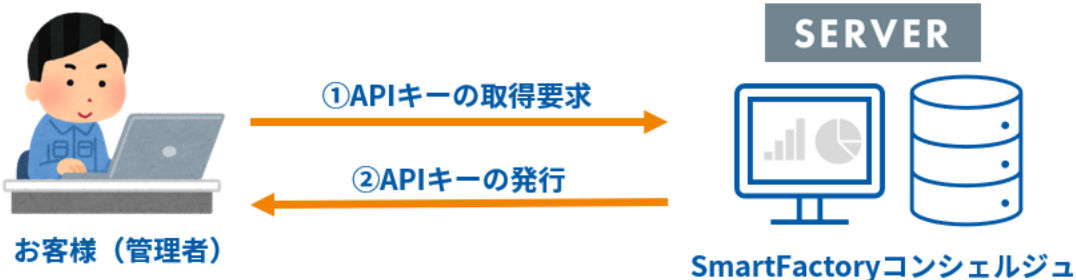 SERVER
①APIキーの取得要求
②APIキーの発行
お客様（管理者）
SmartFactoryコンシェルジュ